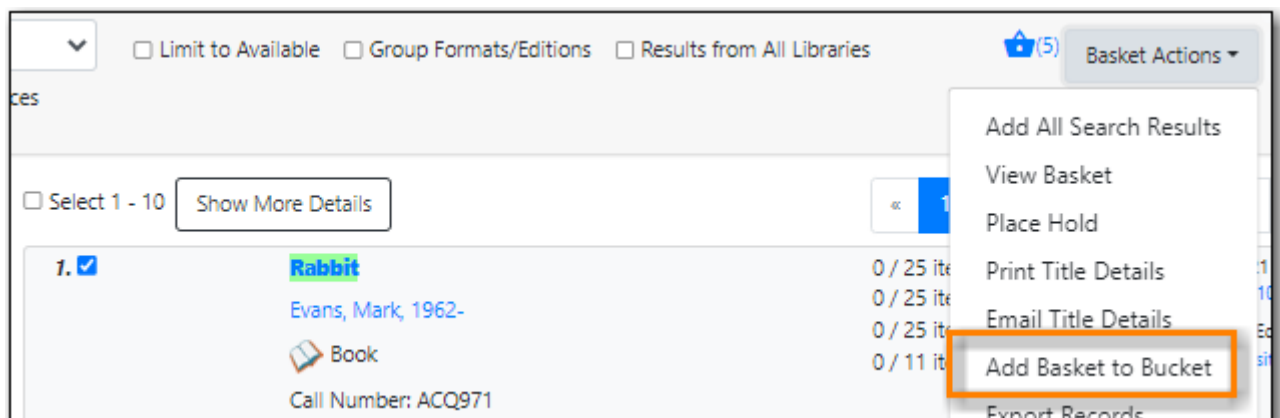 Limit to Available Group Formats/Editions Results from All Libraries (5) Basket Actions
ces
Add All Search Results
View Basket
Place Hold
Print Title Details
Email Title Details
Add Basket to Bucket
Export Records
Select 1 - 10 Show More Details « 1
1. Rabbit 0 / 25 ite
Evans, Mark, 1962- 0 / 25 ite
Book 0 / 25 it
0 / 11 it
Call Number: ACQ971